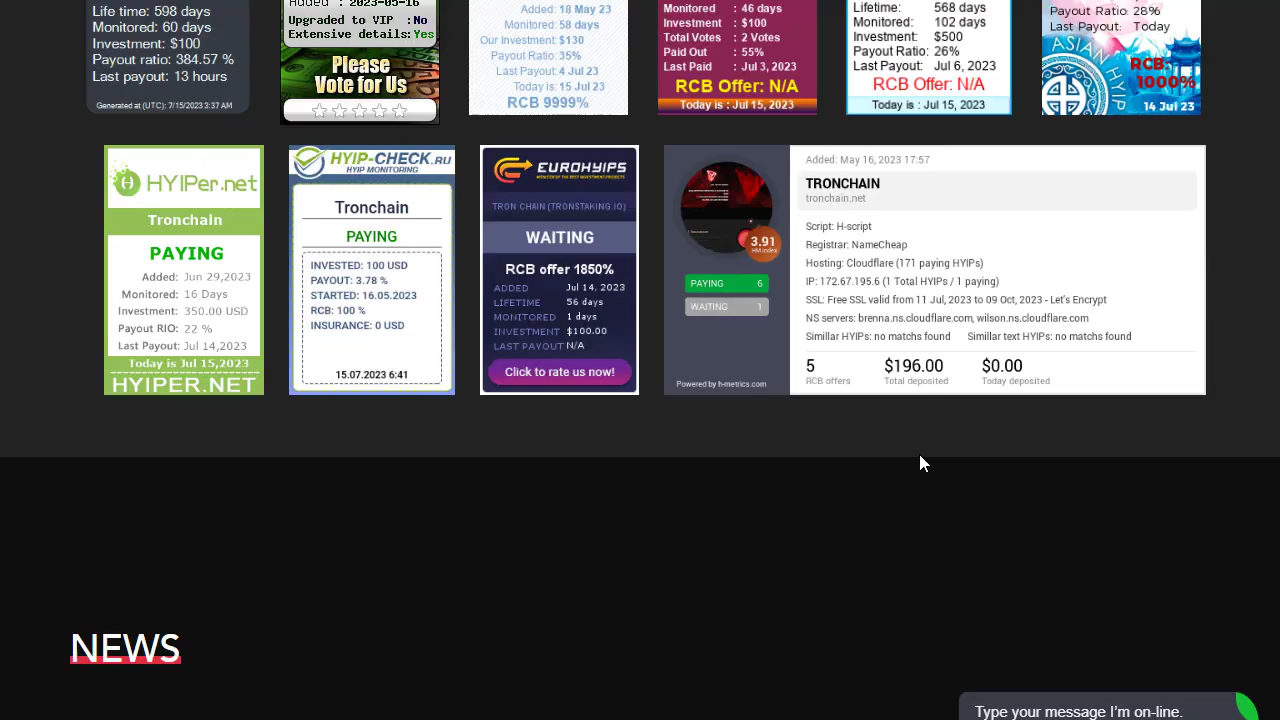 Life time: 598 days
Monitored: 60 days
Investment: $100
Payout ratio: 384.57 %
Last payout: 13 hours
Generated at (UTC): 7/15/2023 3:37 AM
Added : 2023-05-16
Upgraded to VIP :No
Extensive details:Yes
Please
Vote for Us
Added: 18 May 23
Monitored: 58 days
Our Investment: $130
Payout Ratio: 35%
Last Payout: 4 Jul 23
Today is: 15 Jul 23
RCB 9999%
Monitored : 46 days
Investment : $100
Total Votes : 2 Votes
Paid Out : 55%
Last Paid : Jul 3, 2023
RCB Offer: N/A
Today is : Jul 15, 2023
Lifetime: 568 days
Monitored: 102 days
Investment: $500
Payout Ratio: 26%
Last Payout: Jul 6, 2023
RCB Offer: N/A
Today is : Jul 15, 2023
Payout Ratio: 28%
Last Payout: Today
ASIAN HYIP
RCB:
1000%
14 Jul 23
HYIPer.net
Tronchain
PAYING
Added: Jun 29,2023
Monitored: 16 Days
Investment: 350.00 USD
Payout RIO: 22 %
Last Payout: Jul 14,2023
Today is Jul 15,2023
HYIPER.NET
HYIP-CHECK.RU
HYIP MONITORING
Tronchain
PAYING
INVESTED: 100 USD
PAYOUT: 3.78 %
STARTED: 16.05.2023
RCB: 100 %
INSURANCE: 0 USD
15.07.2023 6:41
EUROHYIPS
MONITOR OF THE BEST INVESTMENT PROJECTS
TRON CHAIN (TRONSTAKING.IO)
WAITING
RCB offer 1850%
ADDED Jul 14, 2023
LIFETIME 56 days
MONITORED 1 days
INVESTMENT $100.00
LAST PAYOUT N/A
Click to rate us now!
3.91
HM index
PAYING 6
WAITING 1
Powered by h-metrics.com
Added: May 16, 2023 17:57
TRONCHAIN
tronchain.net
Script: H-script
Registrar: NameCheap
Hosting: Cloudflare (171 paying HYIPs)
IP: 172.67.195.6 (1 Total HYIPs / 1 paying)
SSL: Free SSL valid from 11 Jul, 2023 to 09 Oct, 2023 - Let's Encrypt
NS servers: brenna.ns.cloudflare.com, wilson.ns.cloudflare.com
Simillar HYIPs: no matchs found Simillar text HYIPs: no matchs found
5 $196.00 $0.00
RCB offers Total deposited Today deposited
NEWS
Type your message I'm on-line.